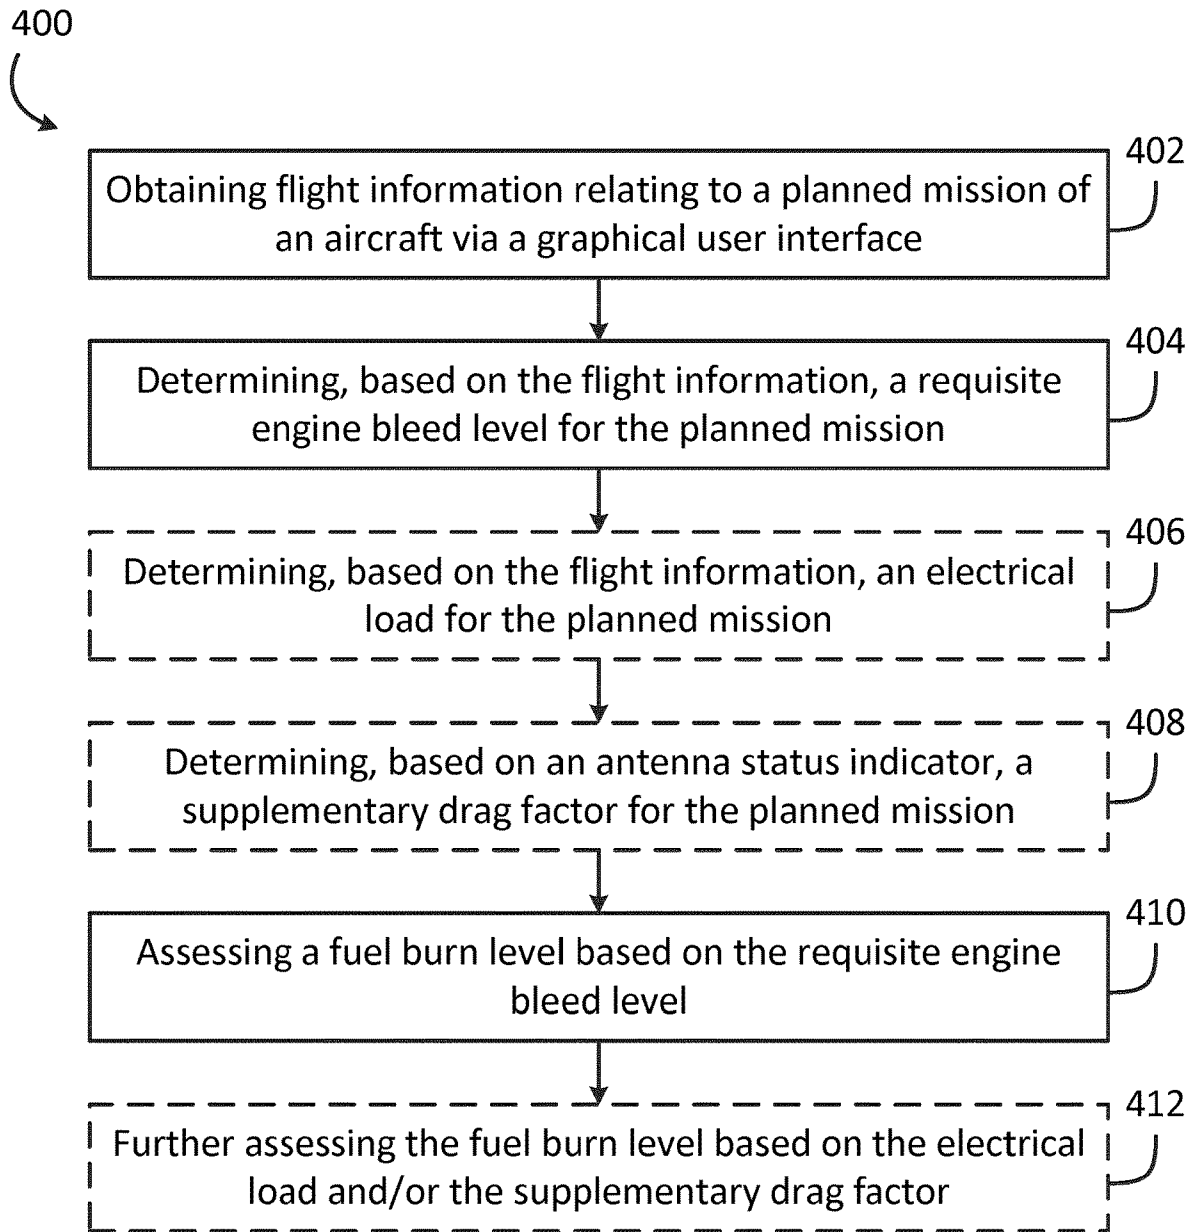 400
402
Obtaining flight information relating to a planned mission of
an aircraft via a graphical user interface
404
Determining, based on the flight information, a requisite
engine bleed level for the planned mission
406
Determining, based on the flight information, an electrical
load for the planned mission
408
Determining, based on an antenna status indicator, a
supplementary drag factor for the planned mission
410
Assessing a fuel burn level based on the requisite engine
bleed level
412
Further assessing the fuel burn level based on the electrical
load and/or the supplementary drag factor